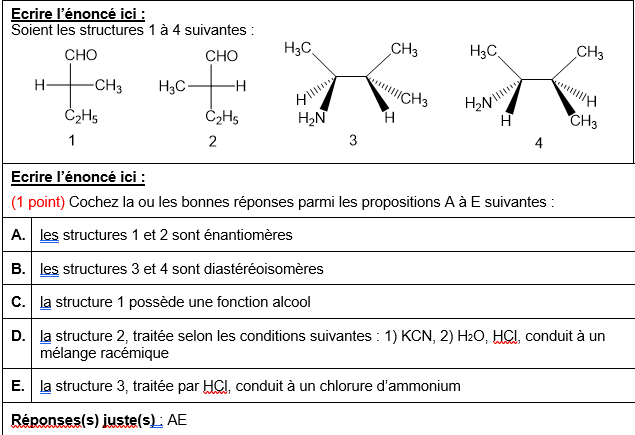 Ecrire l'énoncé ici :
Soient les structures 1 à 4 suivantes :
CHO
H
CH₃
C₂H₅
1
CHO
H₃C
H
C₂H₅
2
H₃C
CH₃
H
CH₃
H₂N
H
3
H₃C
CH₃
H₂N
H
H
CH₃
4
Ecrire l'énoncé ici :
(1 point) Cochez la ou les bonnes réponses parmi les propositions A à E suivantes :
A. les structures 1 et 2 sont énantiomères
B. les structures 3 et 4 sont diastéréoisomères
C. la structure 1 possède une fonction alcool
D. la structure 2, traitée selon les conditions suivantes : 1) KCN, 2) H₂O, HCl, conduit à un
mélange racémique
E. la structure 3, traitée par HCl, conduit à un chlorure d'ammonium
Réponses(s) juste(s) : AE